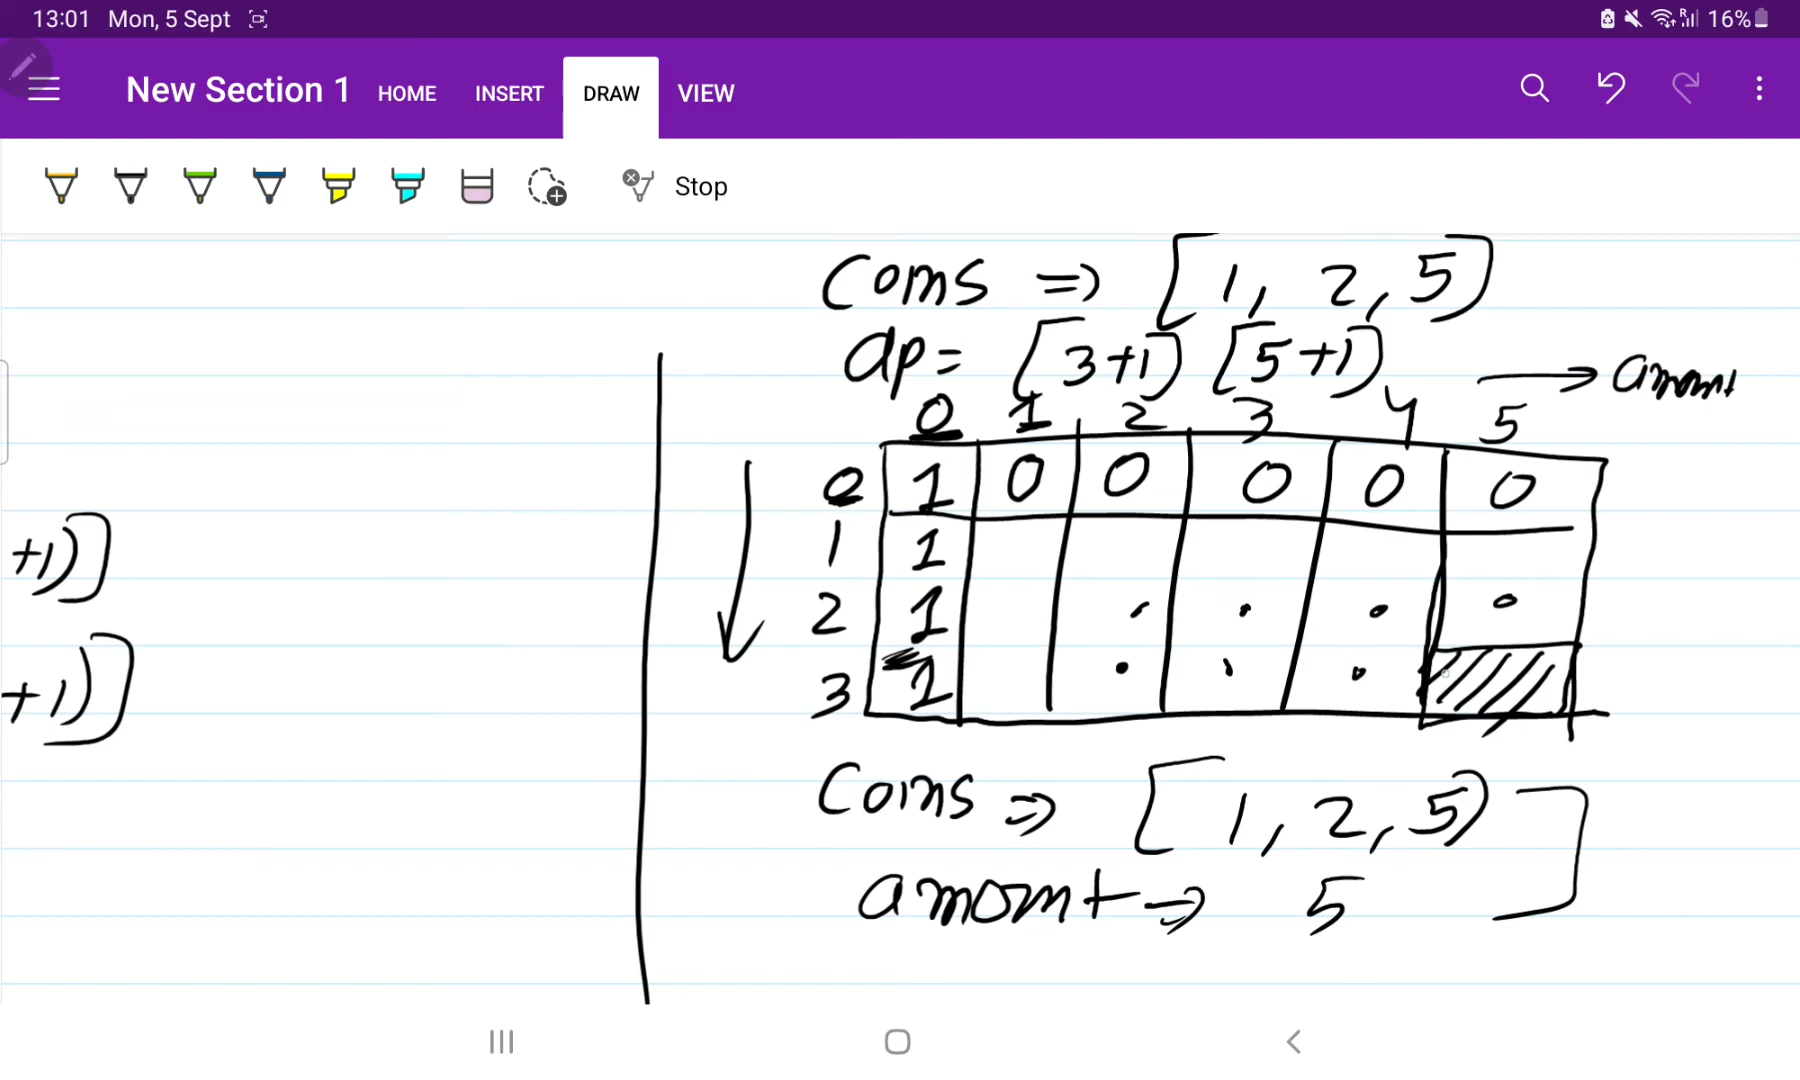 13:01 Mon, 5 Sept 16%
New Section 1 HOME INSERT DRAW VIEW
Stop
Coins => [1, 2, 5]
dp = [3+1] [5+1]
→ amount
0 1 2 3 4 5
0 1 0 0 0 0 0
1 1
2 1
3 1
+1)]
+1)]
Coins => [1, 2, 5]
amount => 5